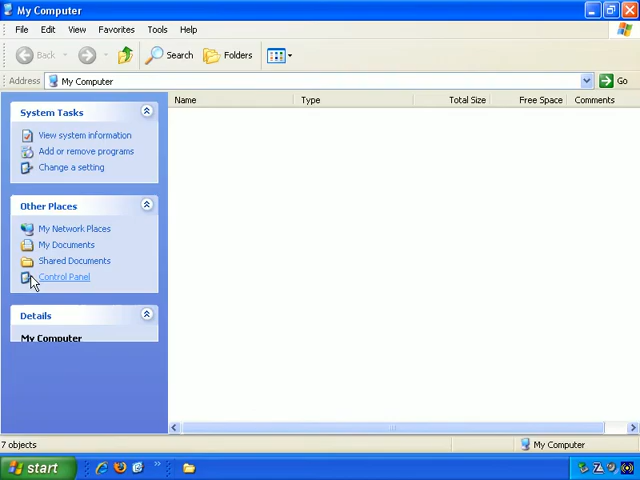 My Computer
File Edit View Favorites Tools Help
Back Search Folders
Address My Computer Go
System Tasks
View system information
Add or remove programs
Change a setting
Other Places
My Network Places
My Documents
Shared Documents
Control Panel
Details
My Computer
Name Type Total Size Free Space Comments
7 objects My Computer
start